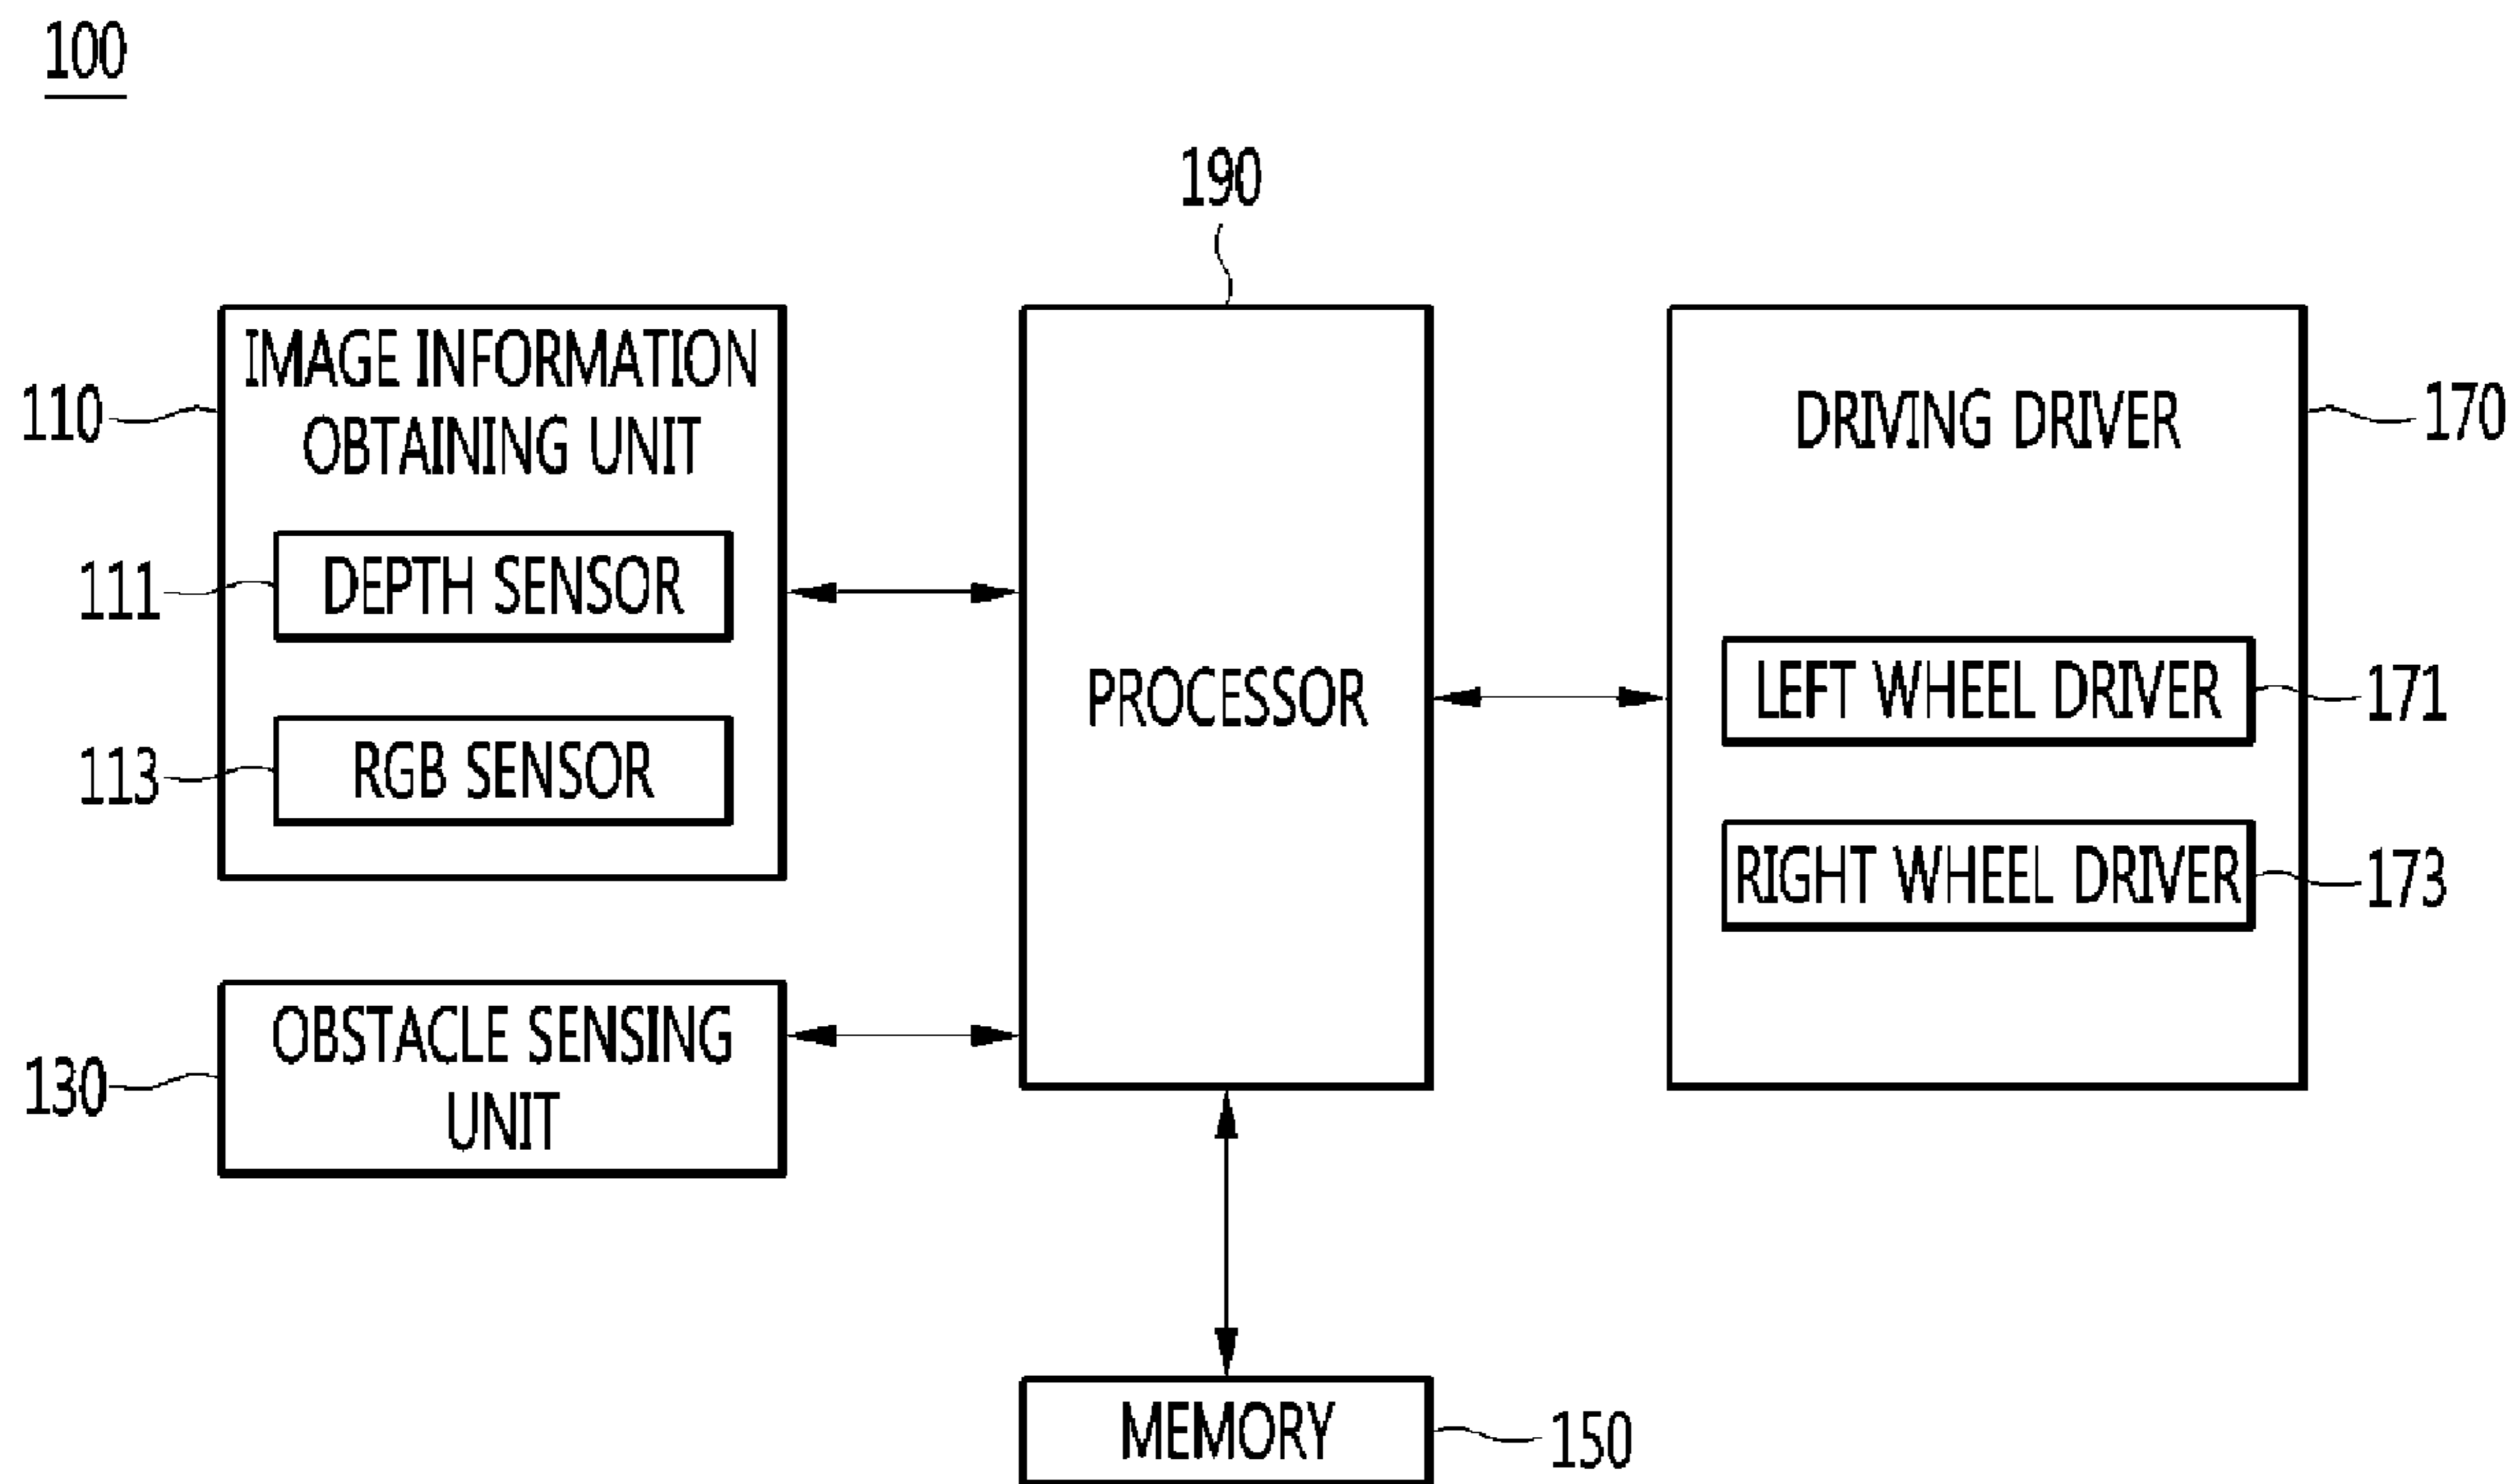 100
190
110
IMAGE INFORMATION
OBTAINING UNIT
111
DEPTH SENSOR
113
RGB SENSOR
130
OBSTACLE SENSING
UNIT
PROCESSOR
DRIVING DRIVER
170
LEFT WHEEL DRIVER
171
RIGHT WHEEL DRIVER
173
MEMORY
150